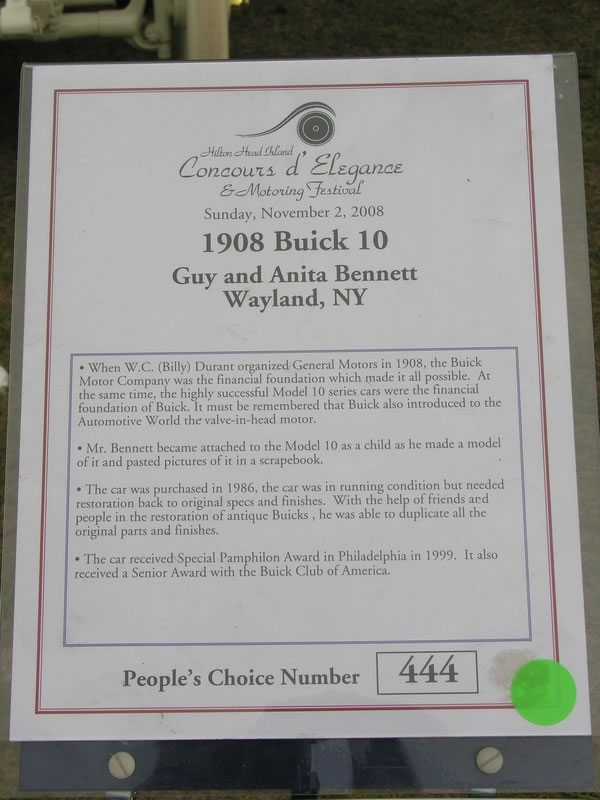 Hilton Head Island
Concours d'Elegance
& Motoring Festival
Sunday, November 2, 2008
1908 Buick 10
Guy and Anita Bennett
Wayland, NY
• When W.C. (Billy) Durant organized General Motors in 1908, the Buick
Motor Company was the financial foundation which made it all possible. At
the same time, the highly successful Model 10 series cars were the financial
foundation of Buick. It must be remembered that Buick also introduced to the
Automotive World the valve-in-head motor.
• Mr. Bennett became attached to the Model 10 as a child as he made a model
of it and pasted pictures of it in a scrapbook.
• The car was purchased in 1986, the car was in running condition but needed
restoration back to original specs and finishes. With the help of friends and
people in the restoration of antique Buicks , he was able to duplicate all the
original parts and finishes.
• The car received Special Pamphilon Award in Philadelphia in 1999. It also
received a Senior Award with the Buick Club of America.
People's Choice Number 444